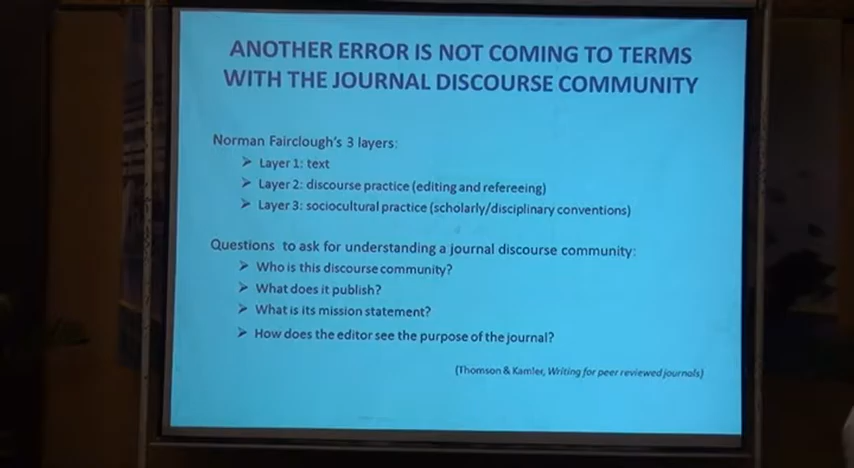 ANOTHER ERROR IS NOT COMING TO TERMS
WITH THE JOURNAL DISCOURSE COMMUNITY
Norman Fairclough's 3 layers:
➢ Layer 1: text
➢ Layer 2: discourse practice (editing and refereeing)
➢ Layer 3: sociocultural practice (scholarly/disciplinary conventions)
Questions to ask for understanding a journal discourse community:
➢ Who is this discourse community?
➢ What does it publish?
➢ What is its mission statement?
➢ How does the editor see the purpose of the journal?
(Thomson & Kamler, Writing for peer reviewed journals)